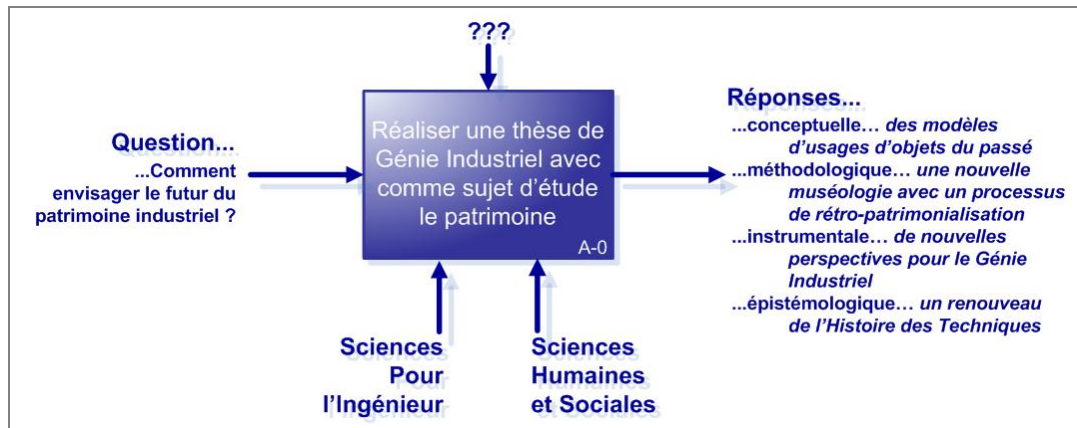 ???
Question...
...Comment
envisager le futur du
patrimoine industriel ?
Réaliser une thèse de
Génie Industriel avec
comme sujet d'étude
le patrimoine
A-0
Réponses...
...conceptuelle... des modèles
d'usages d'objets du passé
...méthodologique... une nouvelle
muséologie avec un processus
de rétro-patrimonialisation
...instrumentale... de nouvelles
perspectives pour le Génie
Industriel
...épistémologique... un renouveau
de l'Histoire des Techniques
Sciences
Pour
l'Ingénieur
Sciences
Humaines
et Sociales